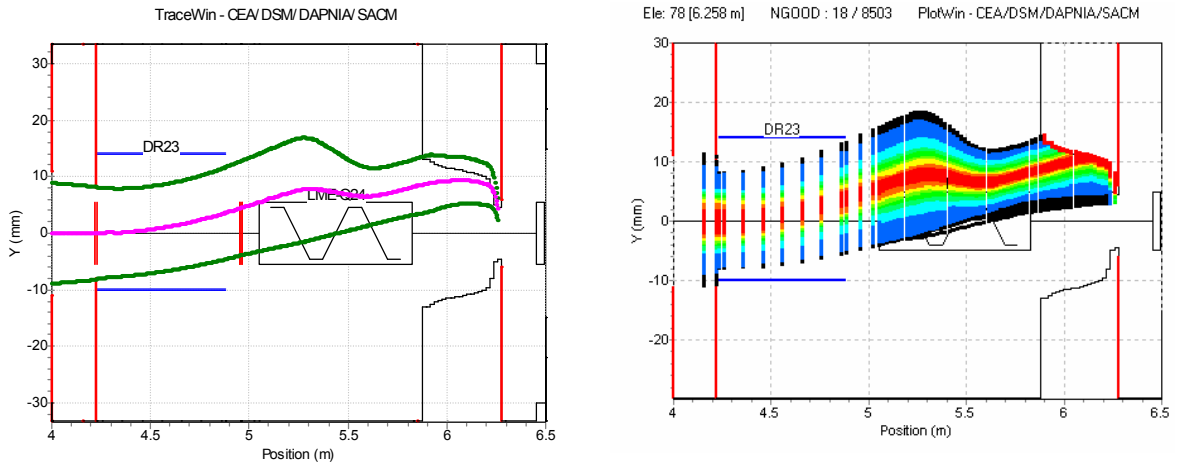 TraceWin - CEA/DSM/DAPNIA/SACM
30
20
10
0
-10
-20
-30
Y (mm)
DR23
LME-Q24
4
4.5
5
5.5
6
6.5
Position (m)
Ele: 78 [6.258 m] NGOOD : 18 / 8503 PlotWin - CEA/DSM/DAPNIA/SACM
30
20
10
0
-10
-20
Y (mm)
DR23
4
4.5
5
5.5
6
6.5
Position (m)